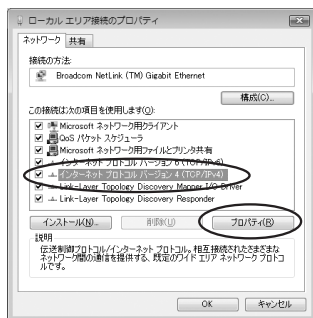 ローカル エリア接続のプロパティ
ネットワーク 共有
接続の方法:
Broadcom NetLink (TM) Gigabit Ethernet
構成(C)...
この接続は次の項目を使用します(O):
Microsoft ネットワーク用クライアント
QoS パケット スケジューラ
Microsoft ネットワーク用ファイルとプリンタ共有
インターネット プロトコル バージョン 6 (TCP/IPv6)
インターネット プロトコル バージョン 4 (TCP/IPv4)
Link-Layer Topology Discovery Mapper I/O Driver
Link-Layer Topology Discovery Responder
インストール(N)... 削除(U) プロパティ(R)
説明
伝送制御プロトコル/インターネット プロトコル。相互接続されたさまざまな
ネットワーク間の通信を提供する、既定のワイド エリア ネットワーク プロトコ
ルです。
OK キャンセル